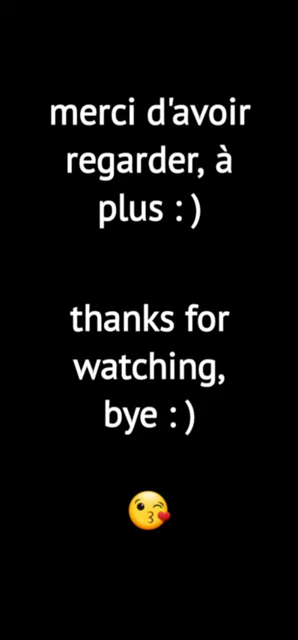 merci d'avoir
regarder, à
plus : )
thanks for
watching,
bye : )
😘